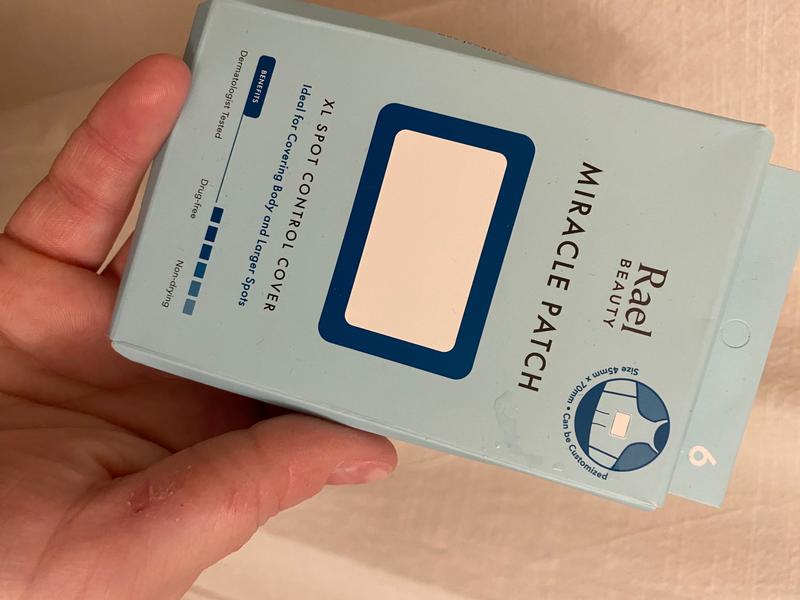 Rael
BEAUTY
MIRACLE PATCH
XL SPOT CONTROL COVER
Ideal for Covering Body and Larger Spots
BENEFITS
Dermatologist Tested
Drug-free
Non-drying
Size 45mm x 70mm • Can be Customized
6